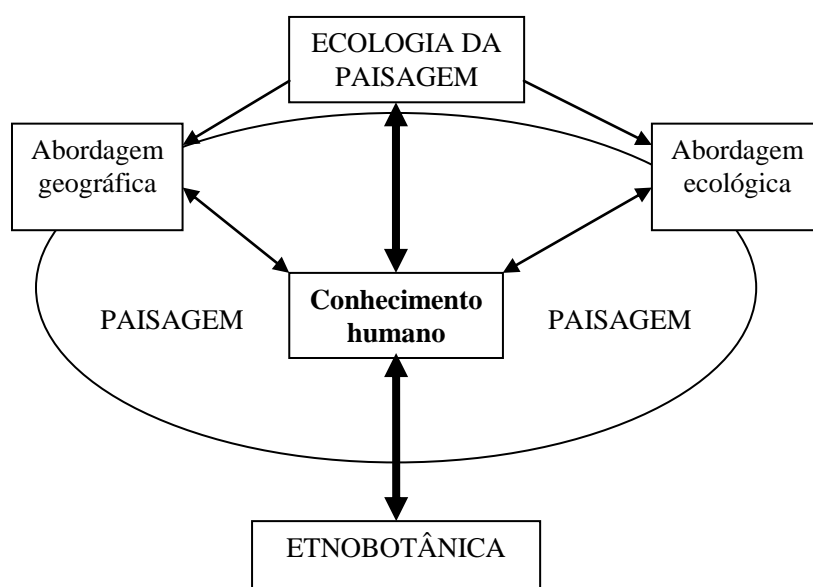 ECOLOGIA DA
PAISAGEM
Abordagem
geográfica
Abordagem
ecológica
Conhecimento
humano
PAISAGEM
PAISAGEM
ETNOBOTÂNICA